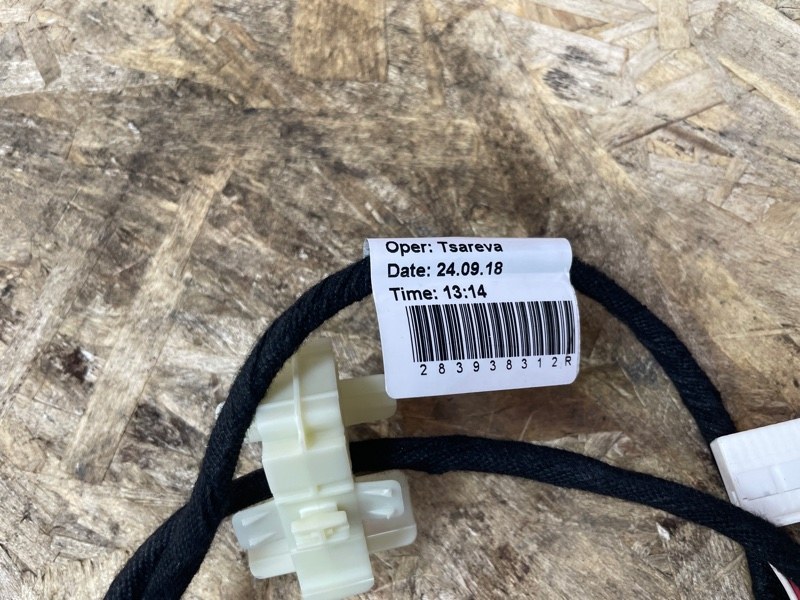 Oper: Tsareva
Date: 24.09.18
Time: 13:14
283938312R